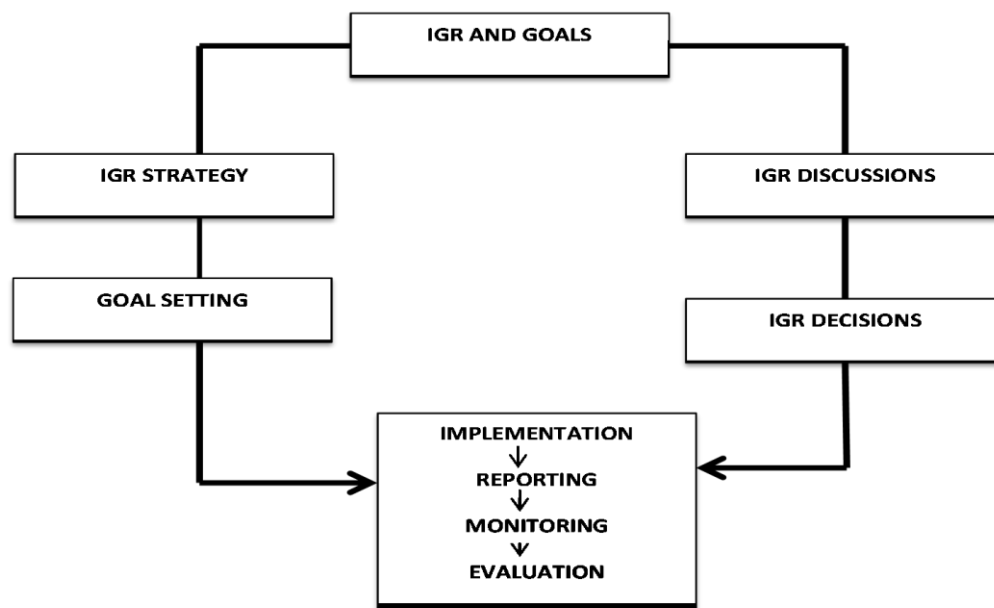 IGR AND GOALS
IGR STRATEGY
IGR DISCUSSIONS
GOAL SETTING
IGR DECISIONS
IMPLEMENTATION
REPORTING
MONITORING
EVALUATION